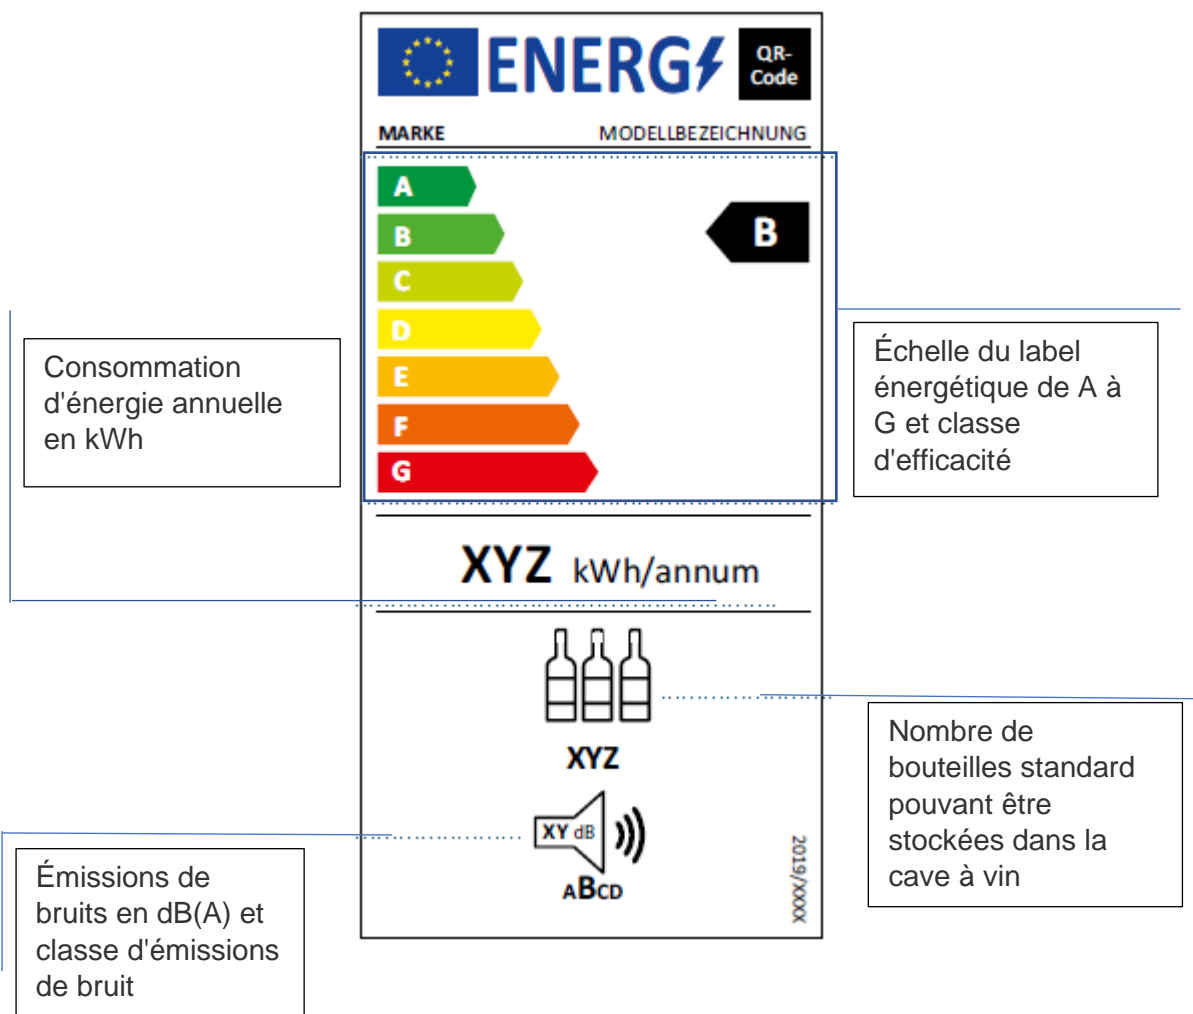 ENERG
QR-
Code
MARKE
MODELLBEZEICHNUNG
A
B
C
D
E
F
G
B
Consommation
d'énergie annuelle
en kWh
Échelle du label
énergétique de A à
G et classe
d'efficacité
XYZ kWh/annum
XYZ
Nombre de
bouteilles standard
pouvant être
stockées dans la
cave à vin
XY dB
ABCD
2019/XXXX
Émissions de
bruits en dB(A) et
classe d'émissions
de bruit